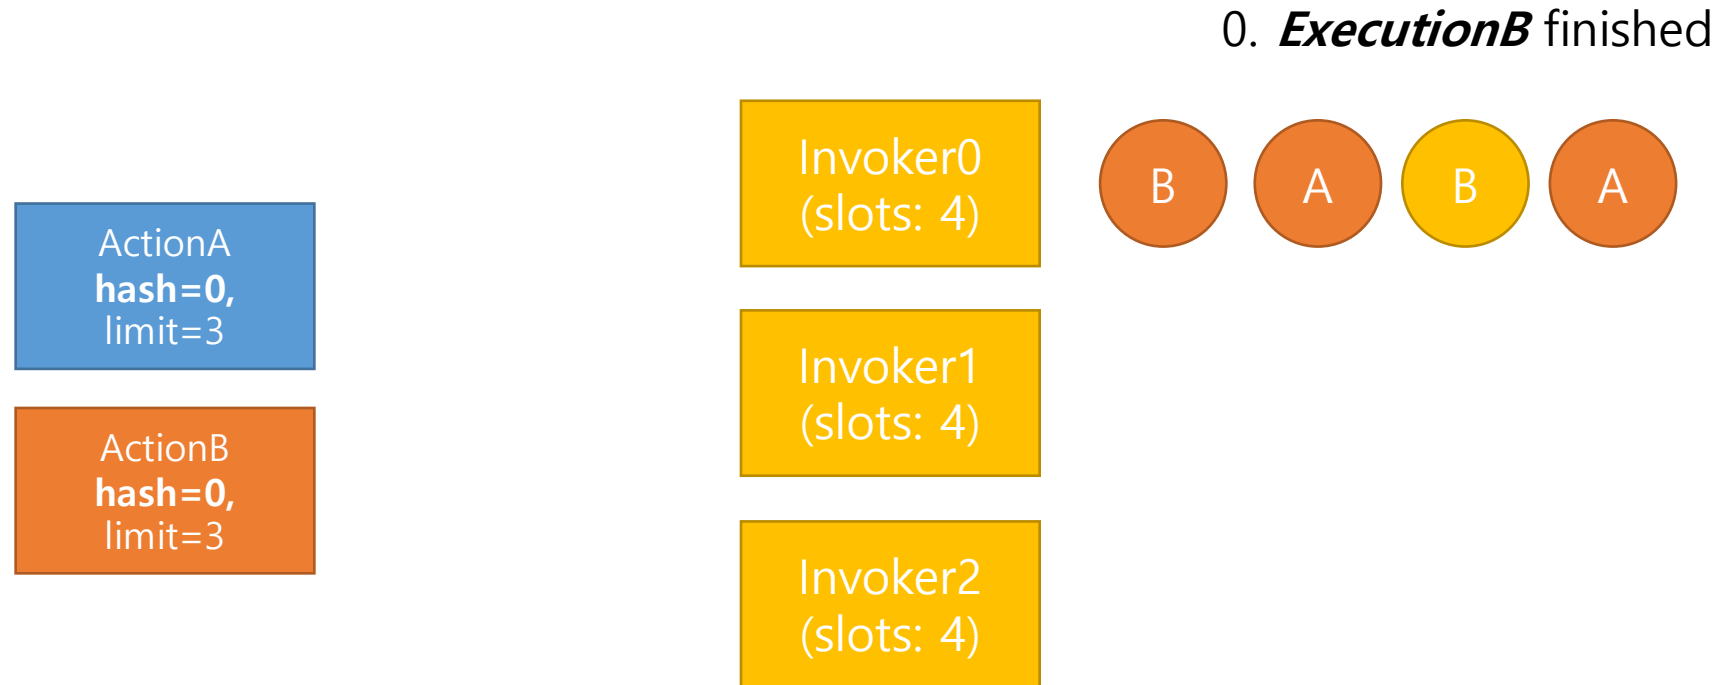 0. ExecutionB finished
Invoker0
(slots: 4)
B
A
B
A
ActionA
hash=0,
limit=3
Invoker1
(slots: 4)
ActionB
hash=0,
limit=3
Invoker2
(slots: 4)